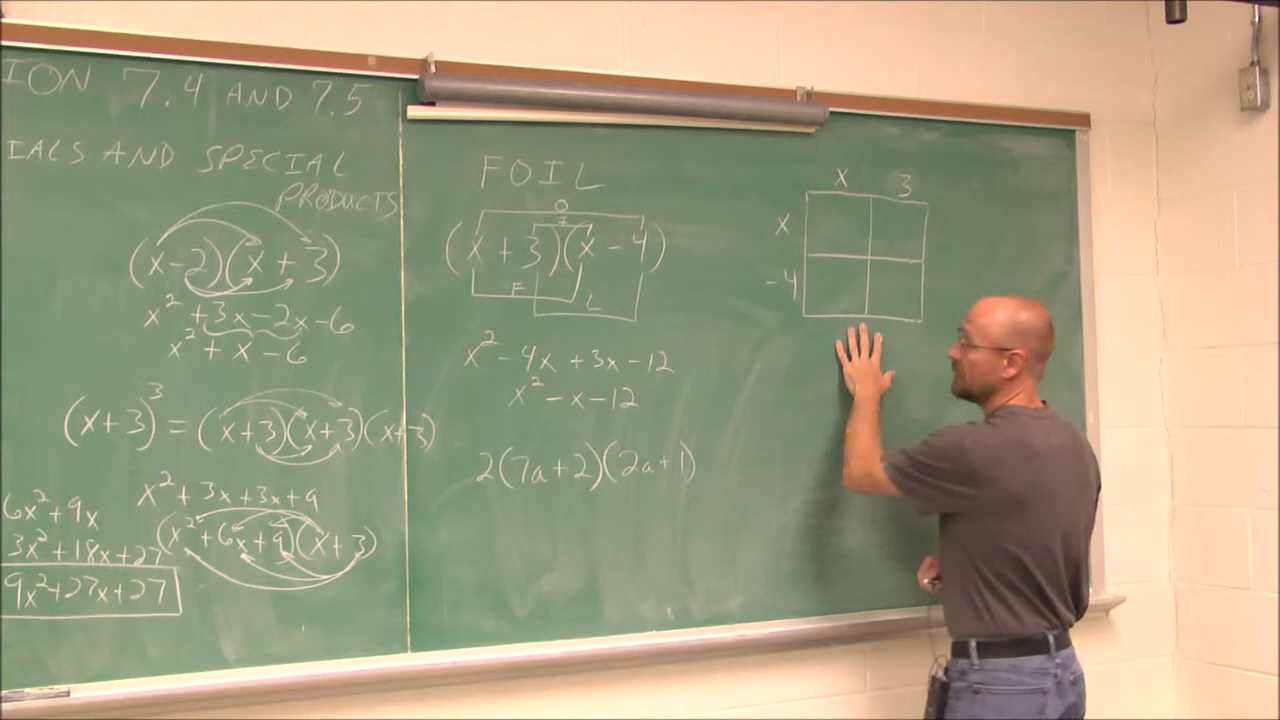 ION 7.4 AND 7.5
IALS AND SPECIAL
PRODUCTS
(x-2)(x+3)
x²+3x-2x-6
x²+x-6
(x+3)³=(x+3)(x+3)(x+3)
x²+3x+3x+9
(x²+6x+9)(x+3)
6x²+9x
3x²+18x+27
9x²+27x+27
FOIL
O
I
(x+3)(x-4)
F
L
x²-4x+3x-12
x²-x-12
2(7a+2)(2a+1)
x 3
x
-4